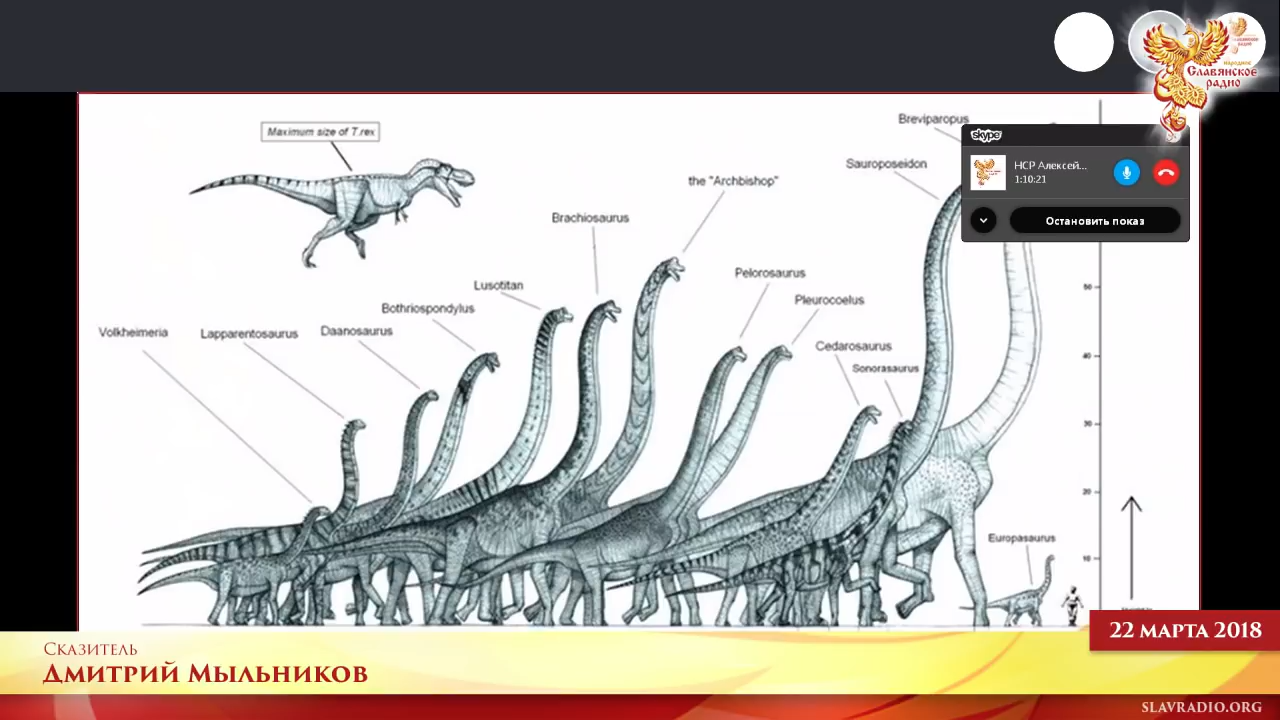 народное
Славянское
радио
Maximum size of T.rex
Breviparopus
skype
Sauroposeidon
НСР Алексей...
1:10:21
the "Archbishop"
Остановить показ
Brachiosaurus
Pelorosaurus
Lusotitan
50
Pleurocoelus
Bothriospondylus
Volkheimeria
Lapparentosaurus
Daanosaurus
Cedarosaurus
40
Sonorasaurus
30
20
Europasaurus
10
22 МАРТА 2018
Сказитель
Дмитрий Мыльников
SLAVRADIO.ORG